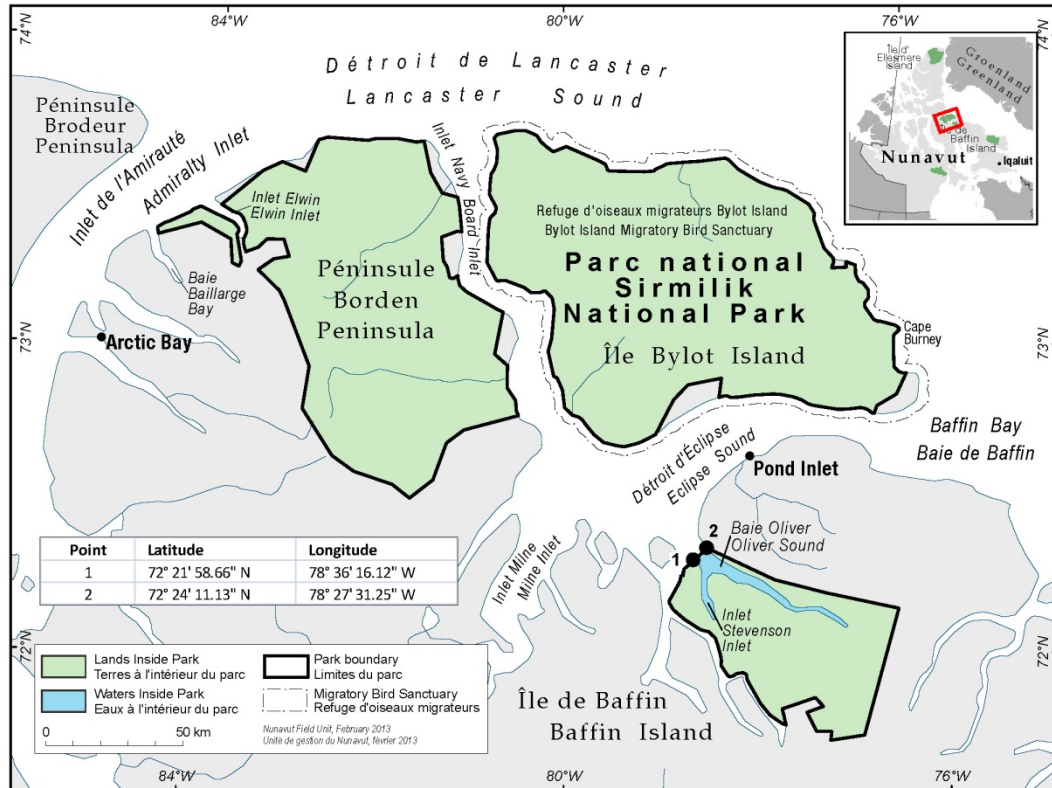 84°W
80°W
76°W
74°N
74°N
Détroit de Lancaster
Lancaster Sound
Péninsule
Brodeur
Peninsula
Inlet de l'Amirauté
Admiralty Inlet
Inlet Navy Board Inlet
Inlet Elwin
Elwin Inlet
Baie
Baillarge
Bay
Péninsule
Borden
Peninsula
Refuge d'oiseaux migrateurs Bylot Island
Bylot Island Migratory Bird Sanctuary
Parc national
Sirmilik
National Park
Île Bylot Island
Cape
Burney
73°N
73°N
Arctic Bay
Baffin Bay
Baie de Baffin
Détroit d'Éclipse
Eclipse Sound
Pond Inlet
Île d'
Ellesmere
Island
Groenland
Greenland
Île de
Baffin
Island
Nunavut
Iqaluit
Point Latitude Longitude
1 72° 21' 58.66" N 78° 36' 16.12" W
2 72° 24' 11.13" N 78° 27' 31.25" W
Inlet Milne
Milne Inlet
1
2
Baie Oliver
Oliver Sound
Inlet
Stevenson
Inlet
72°N
72°N
Île de Baffin
Baffin Island
Lands Inside Park
Terres à l'intérieur du parc
Waters Inside Park
Eaux à l'intérieur du parc
Park boundary
Limites du parc
Migratory Bird Sanctuary
Refuge d'oiseaux migrateurs
0 50 km
Nunavut Field Unit, February 2013
Unité de gestion du Nunavut, février 2013
84°W
80°W
76°W